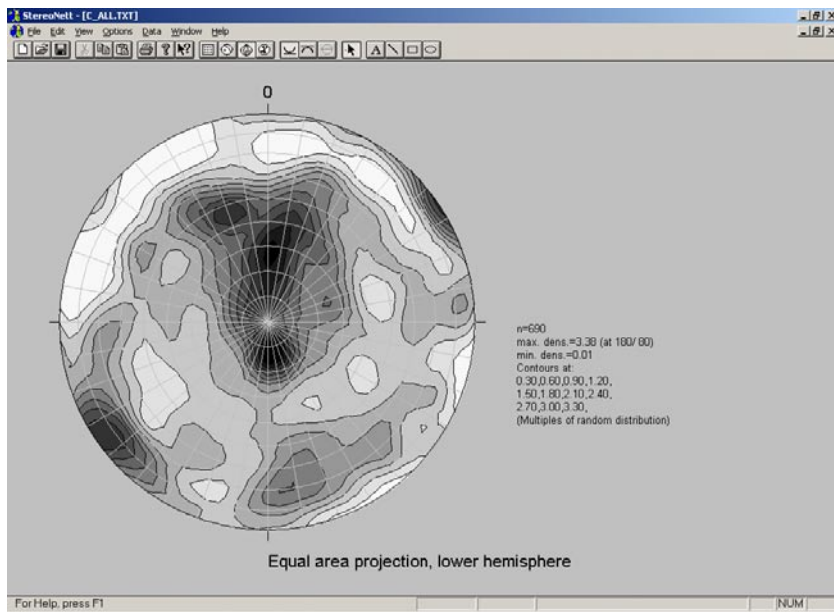 StereoNett - [C_ALL.TXT]
File Edit View Options Data Window Help
A
0
n=690
max. dens.=3.38 (at 180/ 80)
min. dens.=0.01
Contours at:
0.30,0.60,0.90,1.20,
1.50,1.80,2.10,2.40,
2.70,3.00,3.30,
(Multiples of random distribution)
Equal area projection, lower hemisphere
For Help, press F1
NUM